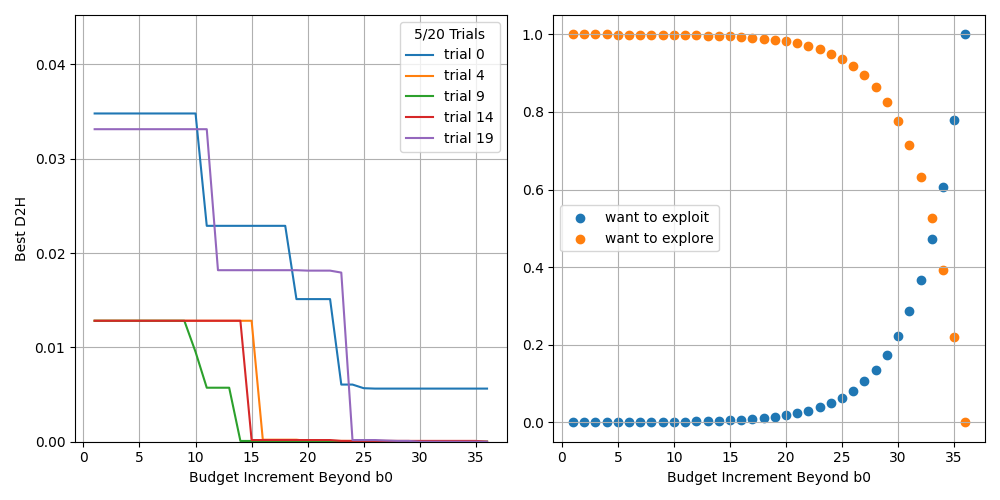 5/20 Trials
trial 0
trial 4
trial 9
trial 14
trial 19
Best D2H
0.04
0.03
0.02
0.01
0.00
0 5 10 15 20 25 30 35
Budget Increment Beyond b0
1.0
0.8
0.6
0.4
0.2
0.0
want to exploit
want to explore
0 5 10 15 20 25 30 35
Budget Increment Beyond b0